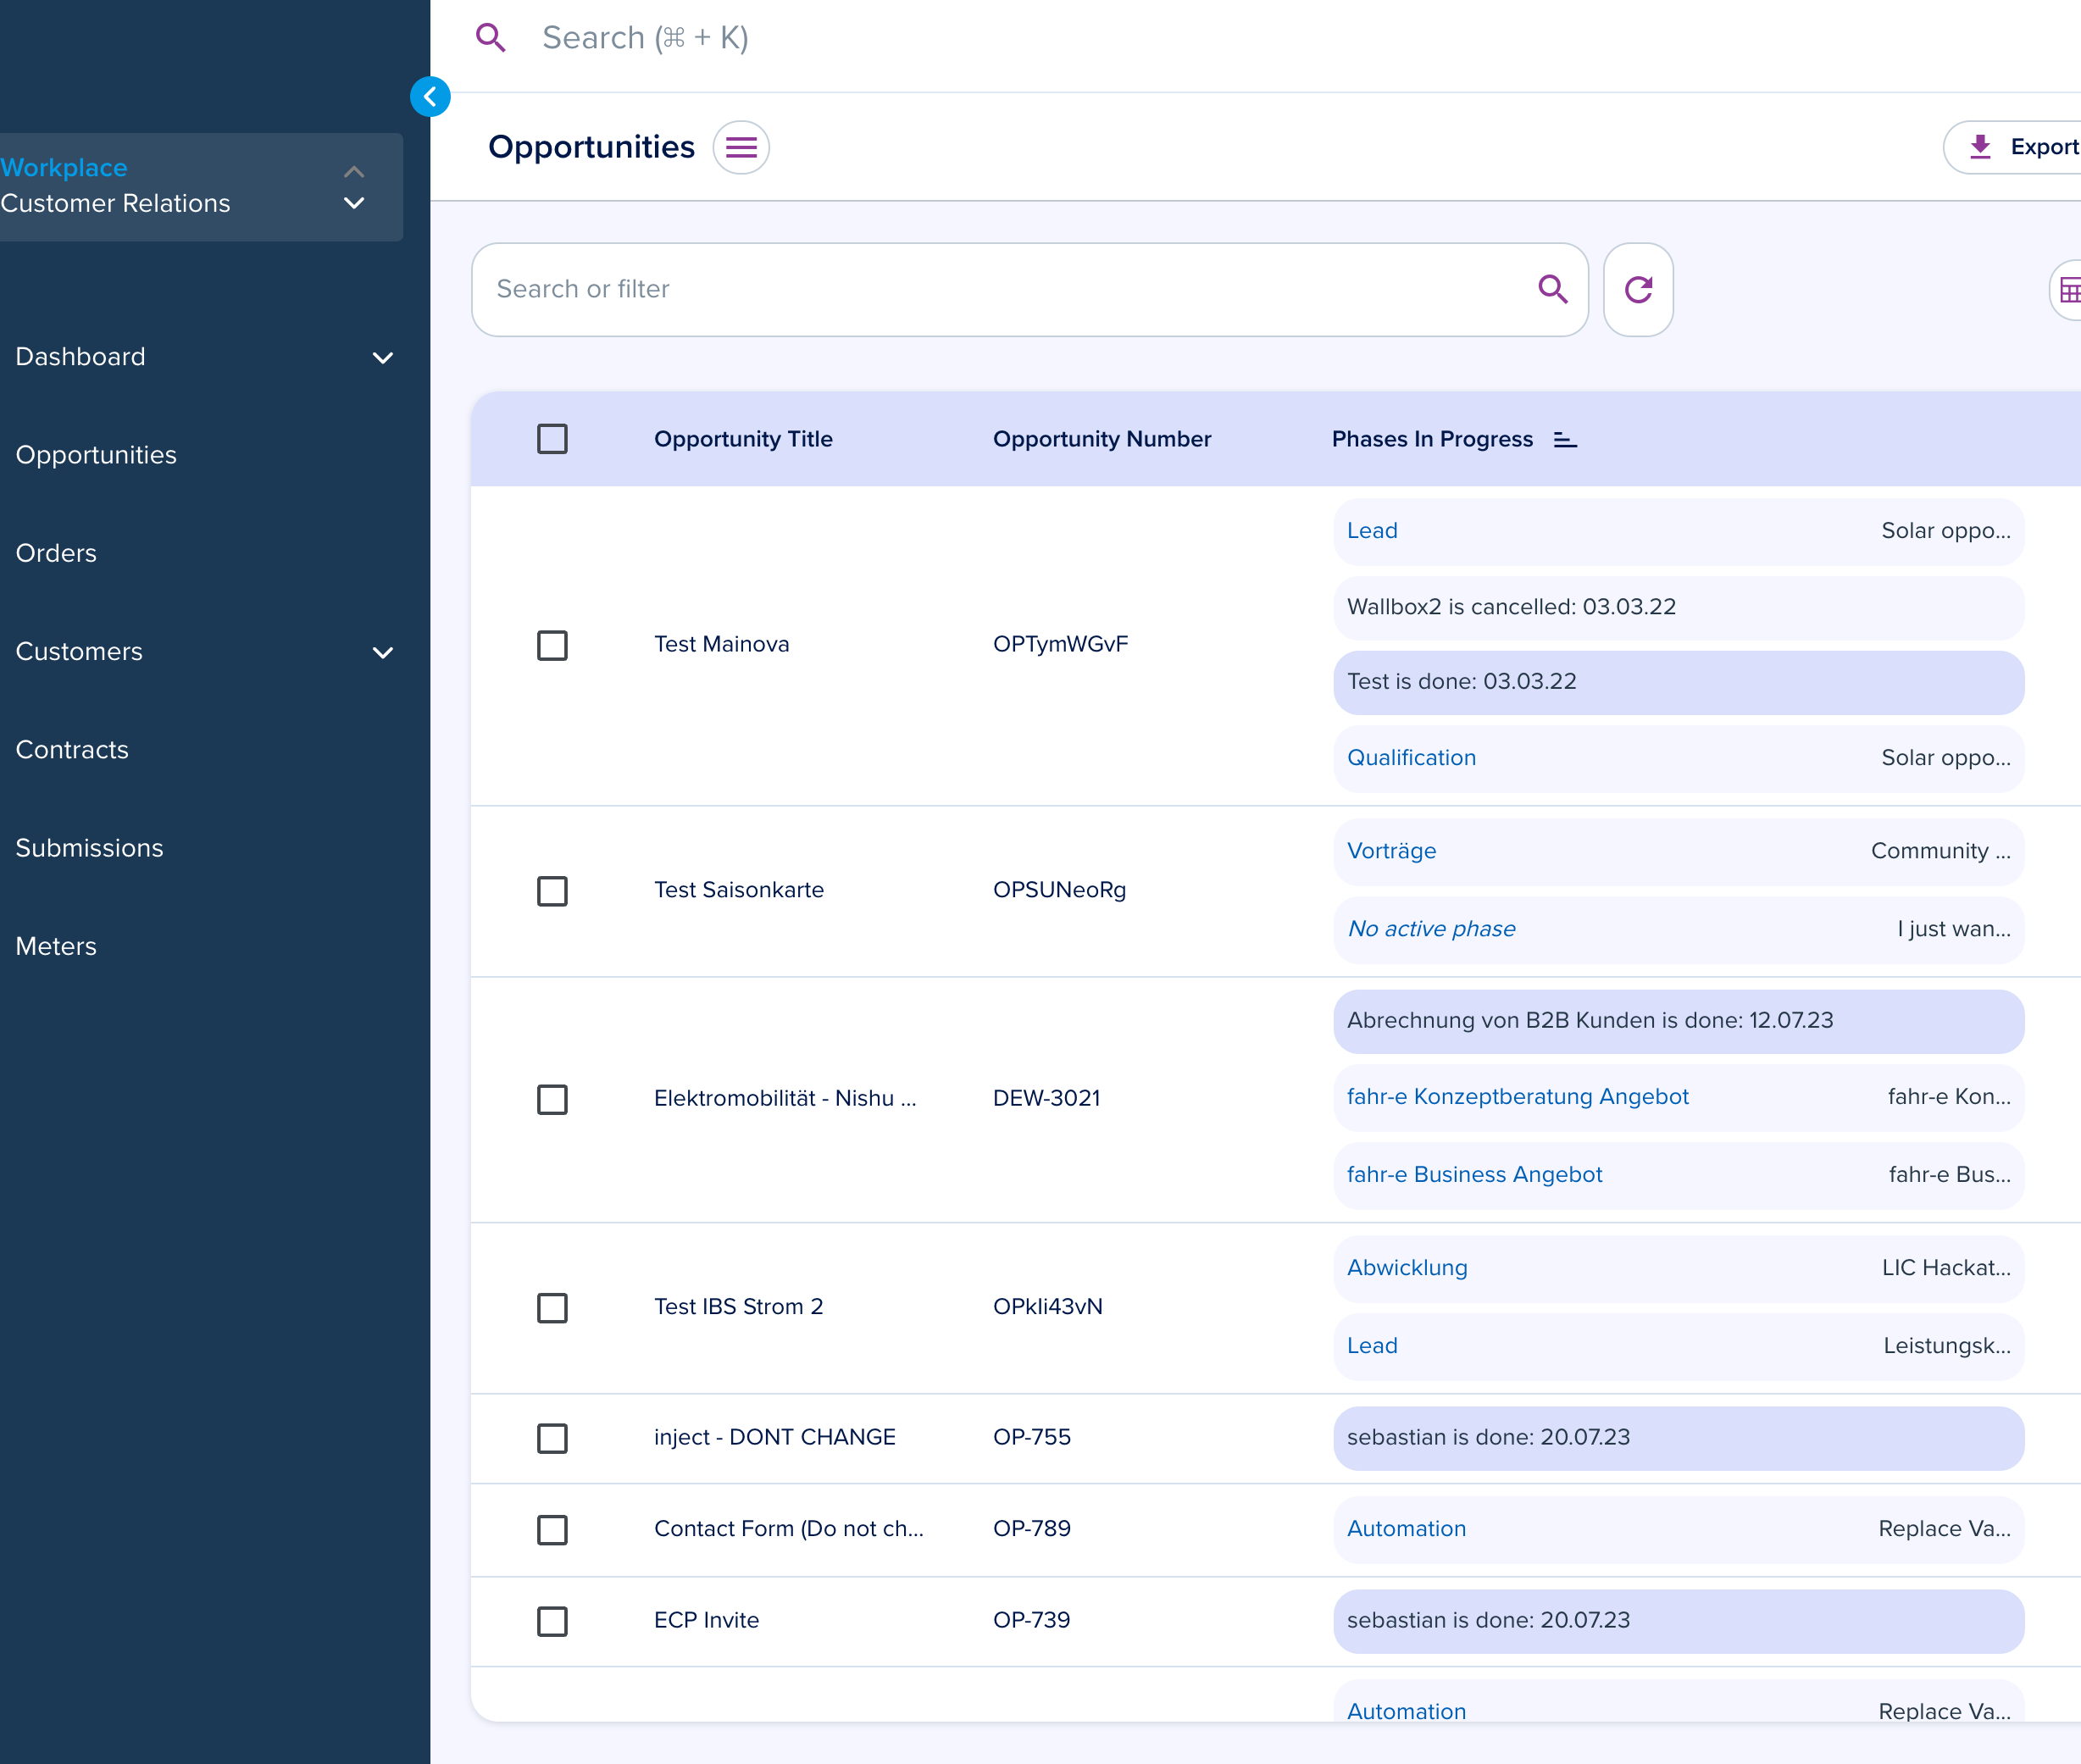 Search (⌘ + K)
Workplace
Customer Relations
Dashboard
Opportunities
Orders
Customers
Contracts
Submissions
Meters
Opportunities
Export
Search or filter
Opportunity Title Opportunity Number Phases In Progress
Test Mainova OPTymWGvF
Lead Solar oppo...
Wallbox2 is cancelled: 03.03.22
Test is done: 03.03.22
Qualification Solar oppo...
Test Saisonkarte OPSUNeoRg
Vorträge Community ...
No active phase I just wan...
Elektromobilität - Nishu ... DEW-3021
Abrechnung von B2B Kunden is done: 12.07.23
fahr-e Konzeptberatung Angebot fahr-e Kon...
fahr-e Business Angebot fahr-e Bus...
Test IBS Strom 2 OPkli43vN
Abwicklung LIC Hackat...
Lead Leistungsk...
inject - DONT CHANGE OP-755 sebastian is done: 20.07.23
Contact Form (Do not ch... OP-789 Automation Replace Va...
ECP Invite OP-739 sebastian is done: 20.07.23
Automation Replace Va...